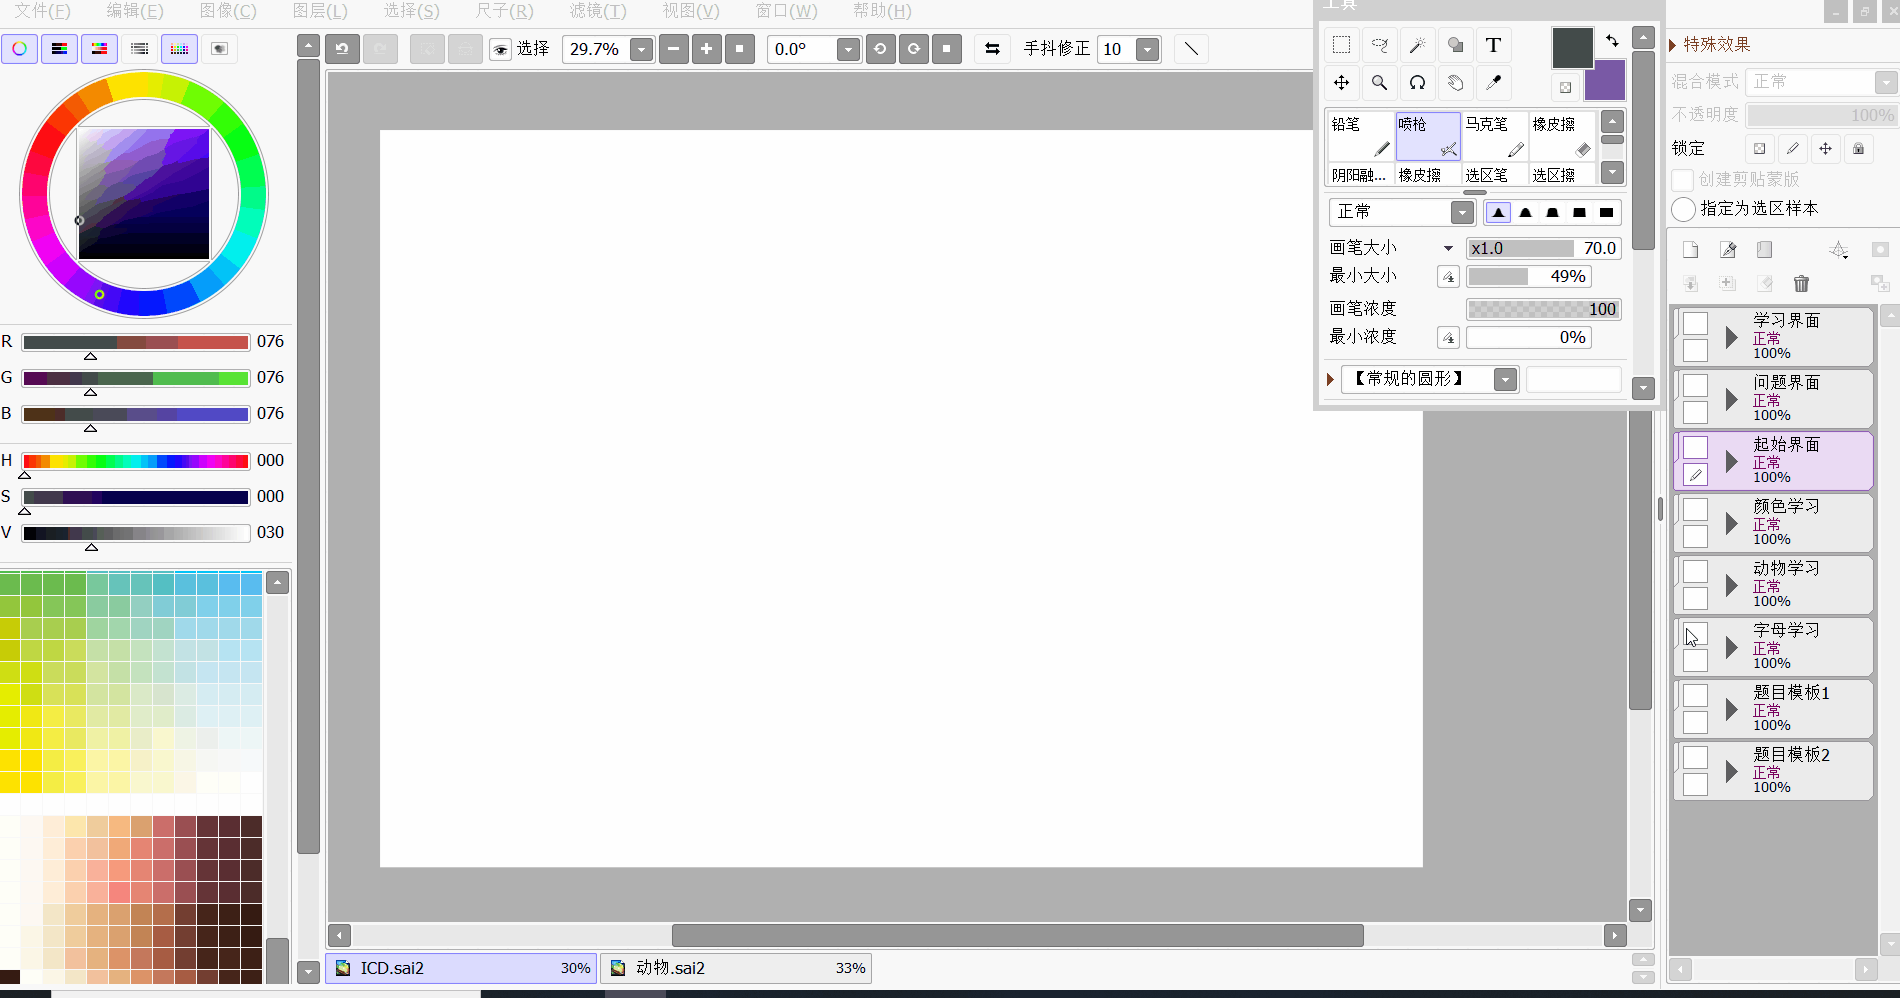 文件(F) 编辑(E) 图像(C) 图层(L) 选择(S) 尺子(R) 滤镜(T) 视图(V) 窗口(W) 帮助(H)
工具
选择 29.7% 0.0° 手抖修正 10
T
铅笔 喷枪 马克笔 橡皮擦
阴阳融... 橡皮擦 选区笔 选区擦
正常
画笔大小 x1.0 70.0
最小大小 49%
画笔浓度 100
最小浓度 0%
【常规的圆形】
特殊效果
混合模式 正常
不透明度 100%
锁定
创建剪贴蒙版
指定为选区样本
学习界面
正常
100%
问题界面
正常
100%
起始界面
正常
100%
颜色学习
正常
100%
动物学习
正常
100%
字母学习
正常
100%
题目模板1
正常
100%
题目模板2
正常
100%
R 076
G 076
B 076
H 000
S 000
V 030
ICD.sai2 30% 动物.sai2 33%